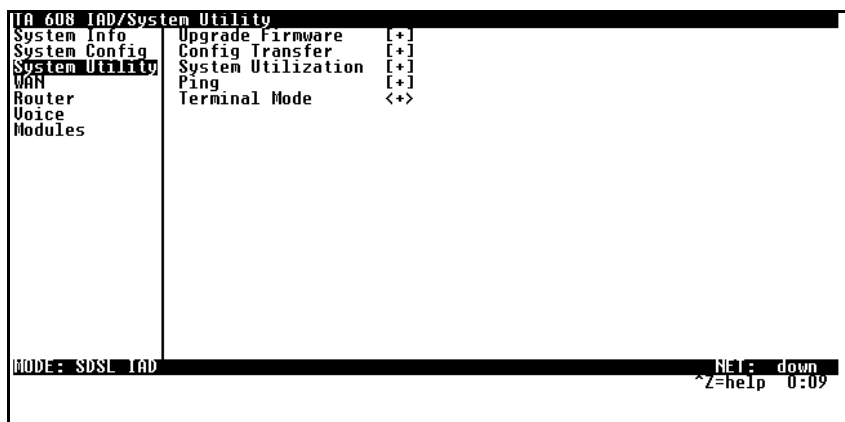 TA 608 IAD/System Utility
System Info Upgrade Firmware [+]
System Config Config Transfer [+]
System Utility System Utilization [+]
WAN Ping [+]
Router Terminal Mode <+>
Voice
Modules
MODE: SDSL IAD NET: down
^Z=help 0:09